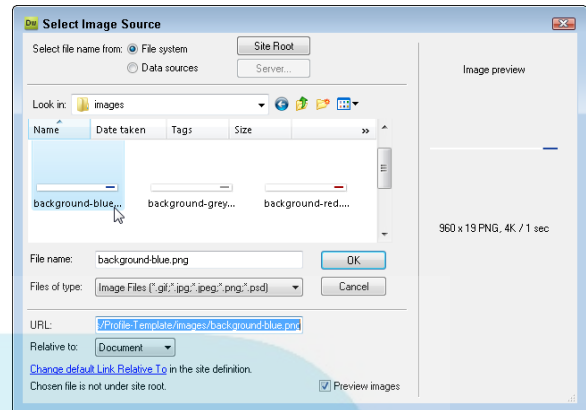 Dw Select Image Source
Select file name from: File system Site Root
Data sources Server...
Image preview
Look in: images
Name Date taken Tags Size »
background-blue... background-grey... background-red....
960 x 19 PNG, 4K / 1 sec
File name: background-blue.png OK
Files of type: Image Files (*.gif;*.jpg;*.jpeg;*.png;*.psd) Cancel
URL: :/Profile-Template/images/background-blue.png
Relative to: Document
Change default Link Relative To in the site definition.
Chosen file is not under site root. Preview images